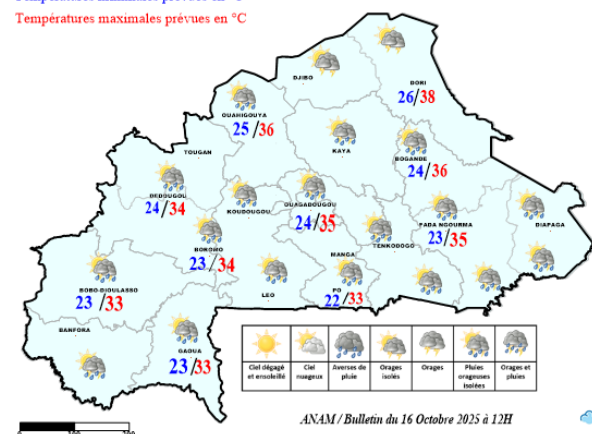 Températures maximales prévues en °C
DJIBO
DORI
26/38
OUAHIGOUYA
25/36
TOUGAN
KAYA
BOGANDE
24/36
DEDOUGOU
24/34
KOUDOUGOU
OUAGADOUGOU
24/35
FADA NGOURMA
23/35
DIAPAGA
TENKODOGO
BOROMO
23/34
MANGA
PO
22/33
LEO
BOBO-DIOULASSO
23/33
BANFORA
GAOUA
23/33
Ciel dégagé et ensoleillé
Ciel nuageux
Averses de pluie
Orages isolés
Orages
Pluies orageuses isolées
Orages et pluies
ANAM / Bulletin du 16 Octobre 2025 à 12H